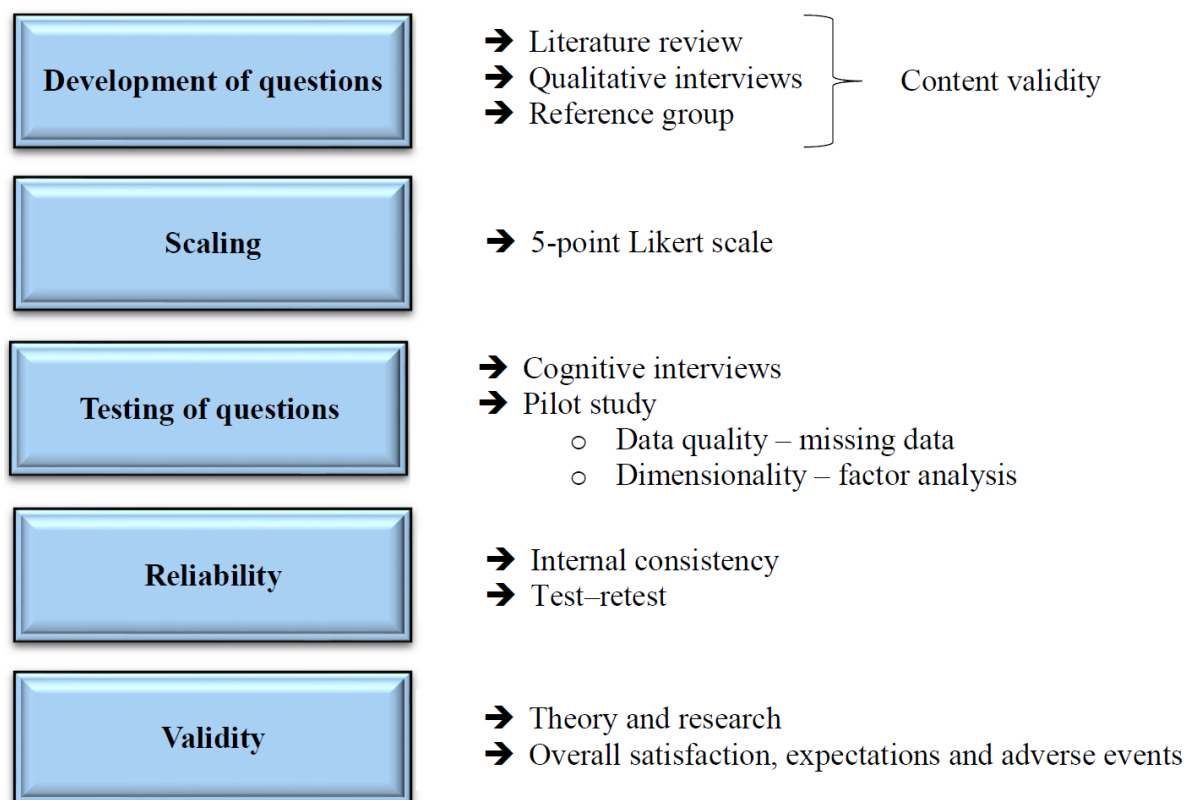 Development of questions
➔ Literature review
➔ Qualitative interviews
➔ Reference group
Content validity
Scaling
➔ 5-point Likert scale
Testing of questions
➔ Cognitive interviews
➔ Pilot study
o Data quality – missing data
o Dimensionality – factor analysis
Reliability
➔ Internal consistency
➔ Test–retest
Validity
➔ Theory and research
➔ Overall satisfaction, expectations and adverse events